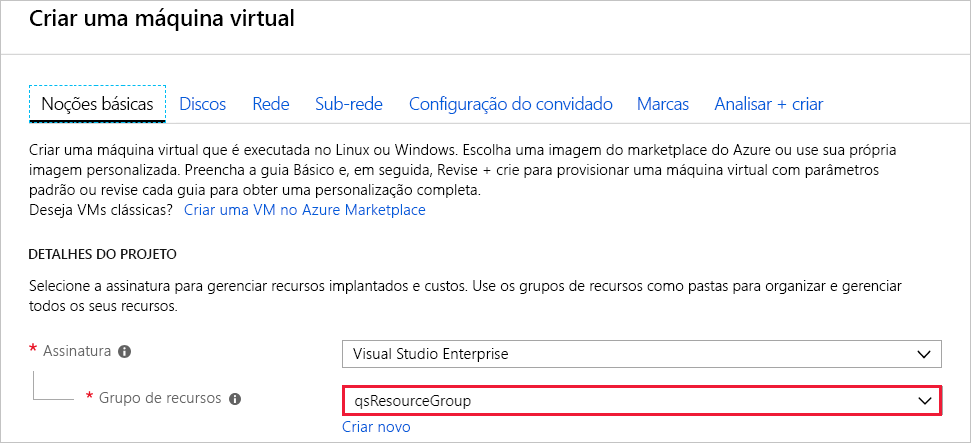 Criar uma máquina virtual
Noções básicas Discos Rede Sub-rede Configuração do convidado Marcas Analisar + criar
Criar uma máquina virtual que é executada no Linux ou Windows. Escolha uma imagem do marketplace do Azure ou use sua própria
imagem personalizada. Preencha a guia Básico e, em seguida, Revise + crie para provisionar uma máquina virtual com parâmetros
padrão ou revise cada guia para obter uma personalização completa.
Deseja VMs clássicas? Criar uma VM no Azure Marketplace
DETALHES DO PROJETO
Selecione a assinatura para gerenciar recursos implantados e custos. Use os grupos de recursos como pastas para organizar e gerenciar
todos os seus recursos.
* Assinatura Visual Studio Enterprise
* Grupo de recursos qsResourceGroup
Criar novo